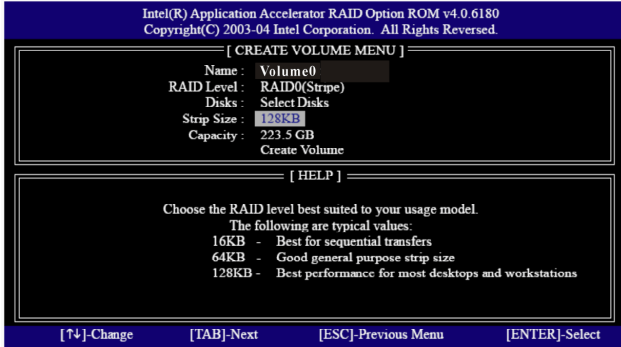 Intel(R) Application Accelerator RAID Option ROM v4.0.6180
Copyright(C) 2003-04 Intel Corporation. All Rights Reversed.
[ CREATE VOLUME MENU ]
Name : Volume0
RAID Level : RAID0(Stripe)
Disks : Select Disks
Strip Size : 128KB
Capacity : 223.5 GB
Create Volume
[ HELP ]
Choose the RAID level best suited to your usage model.
The following are typical values:
16KB - Best for sequential transfers
64KB - Good general purpose strip size
128KB - Best performance for most desktops and workstations
[↑↓]-Change [TAB]-Next [ESC]-Previous Menu [ENTER]-Select